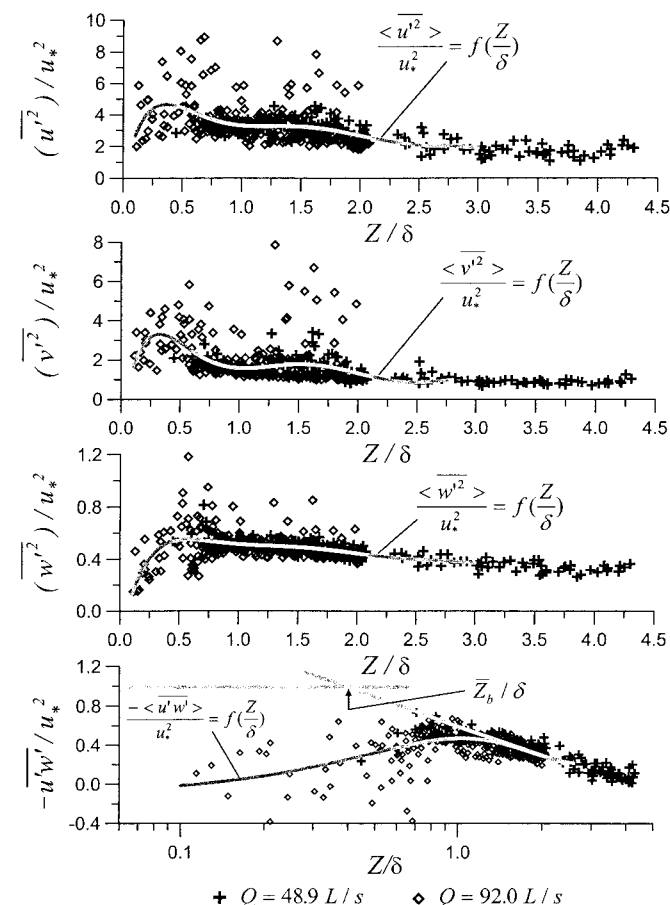 (u'²)/u*²
<u'²>/u*² = f(Z/δ)
10
8
6
4
2
0
0.0 0.5 1.0 1.5 2.0 2.5 3.0 3.5 4.0 4.5
Z/δ
(v'²)/u*²
<v'²>/u*² = f(Z/δ)
8
6
4
2
0
0.0 0.5 1.0 1.5 2.0 2.5 3.0 3.5 4.0 4.5
Z/δ
(w'²)/u*²
<w'²>/u*² = f(Z/δ)
1.2
0.8
0.4
0.0
0.0 0.5 1.0 1.5 2.0 2.5 3.0 3.5 4.0 4.5
Z/δ
-u'w'/u*²
-<u'w'>/u*² = f(Z/δ)
Z̅b/δ
1.2
0.8
0.4
0.0
-0.4
0.1 1.0
Z/δ
+ Q = 48.9 L/s ◇ Q = 92.0 L/s